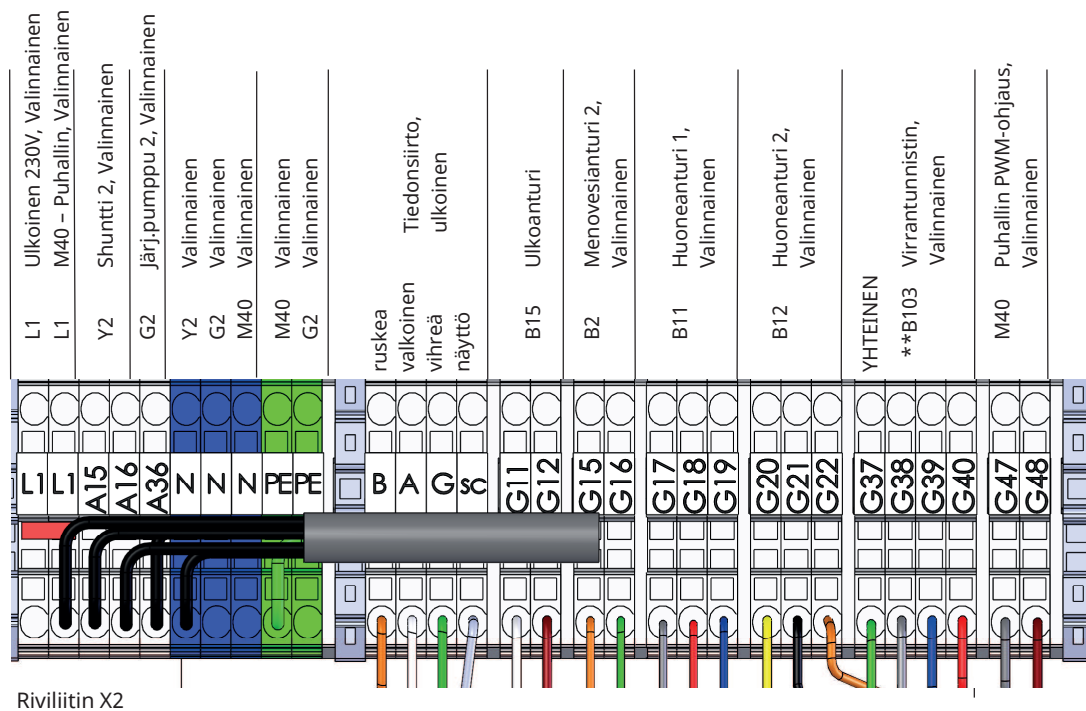 L1 Ulkoinen 230V, Valinnainen
L1 M40 – Puhallin, Valinnainen
Y2 Shuntti 2, Valinnainen
G2 Järj.pumppu 2, Valinnainen
Y2 Valinnainen
G2 Valinnainen
M40 Valinnainen
M40 Valinnainen
G2 Valinnainen
ruskea
valkoinen
vihreä
näyttö
Tiedonsiirto,
ulkoinen
B15 Ulkoanturi
B2 Menovesianturi 2,
Valinnainen
B11 Huoneanturi 1,
Valinnainen
B12 Huoneanturi 2,
Valinnainen
YHTEINEN
**B103 Virrantunnistin,
Valinnainen
M40 Puhallin PWM-ohjaus,
Valinnainen
L1 L1 A15 A16 A36 N N N PE PE B A G SC G11 G12 G15 G16 G17 G18 G19 G20 G21 G22 G37 G38 G39 G40 G47 G48
Riviliitin X2